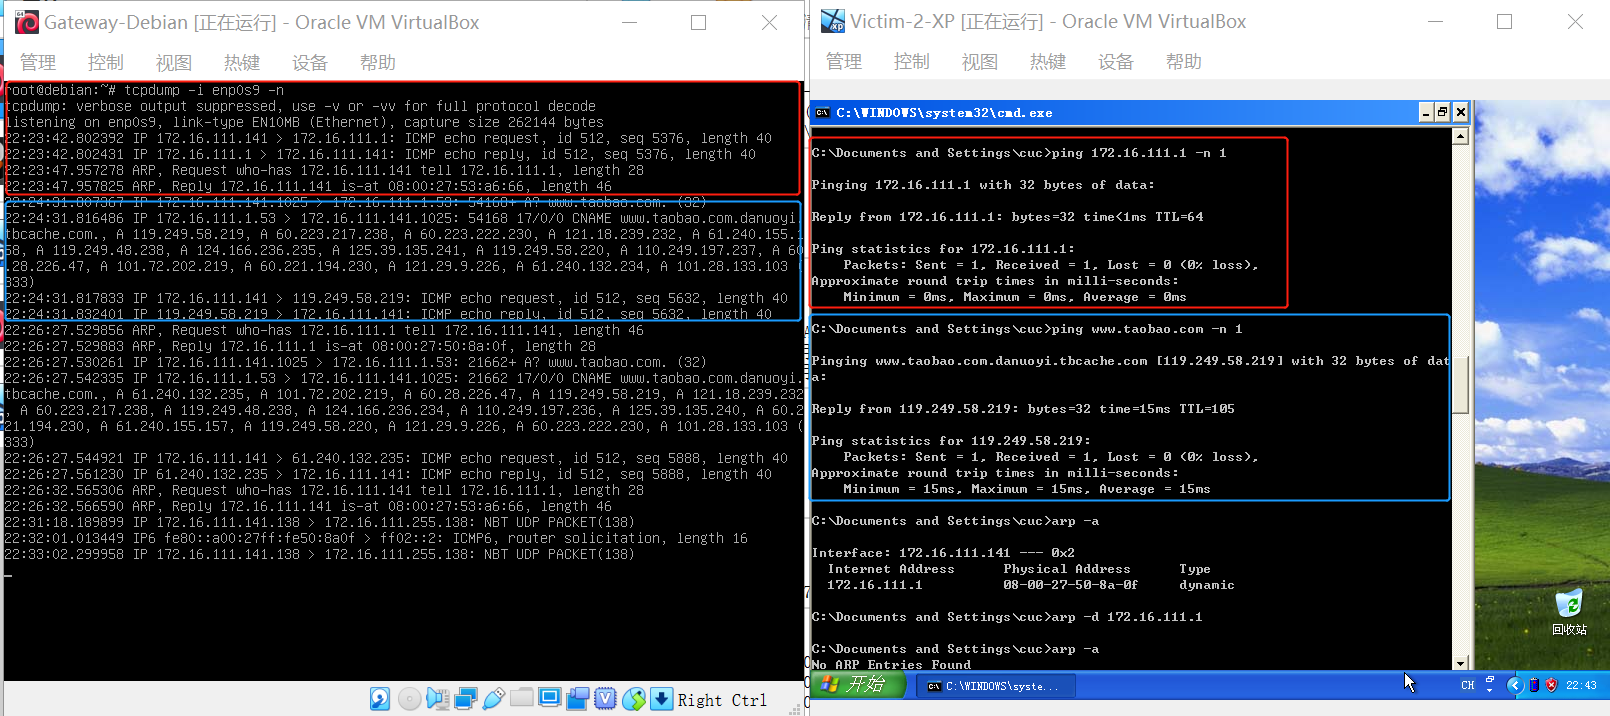 Gateway-Debian [正在运行] - Oracle VM VirtualBox
管理 控制 视图 热键 设备 帮助
root@debian:~# tcpdump -i enp0s9 -n
tcpdump: verbose output suppressed, use -v or -vv for full protocol decode
listening on enp0s9, link-type EN10MB (Ethernet), capture size 262144 bytes
22:23:42.802392 IP 172.16.111.141 > 172.16.111.1: ICMP echo request, id 512, seq 5376, length 40
22:23:42.802431 IP 172.16.111.1 > 172.16.111.141: ICMP echo reply, id 512, seq 5376, length 40
22:23:47.957278 ARP, Request who-has 172.16.111.141 tell 172.16.111.1, length 28
22:23:47.957825 ARP, Reply 172.16.111.141 is-at 08:00:27:53:a6:66, length 46
22:24:31.807367 IP 172.16.111.141.1025 > 172.16.111.1.53: 54168+ A? www.taobao.com. (32)
22:24:31.816486 IP 172.16.111.1.53 > 172.16.111.141.1025: 54168 17/0/0 CNAME www.taobao.com.danuoyi.
tbcache.com., A 119.249.58.219, A 60.223.217.238, A 60.223.222.230, A 121.18.239.232, A 61.240.155.1
58, A 119.249.48.238, A 124.166.236.235, A 125.39.135.241, A 119.249.58.220, A 110.249.197.237, A 60
.28.226.47, A 101.72.202.219, A 60.221.194.230, A 121.29.9.226, A 61.240.132.234, A 101.28.133.103 (
333)
22:24:31.817833 IP 172.16.111.141 > 119.249.58.219: ICMP echo request, id 512, seq 5632, length 40
22:24:31.832401 IP 119.249.58.219 > 172.16.111.141: ICMP echo reply, id 512, seq 5632, length 40
22:26:27.529856 ARP, Request who-has 172.16.111.1 tell 172.16.111.141, length 46
22:26:27.529883 ARP, Reply 172.16.111.1 is-at 08:00:27:50:8a:0f, length 28
22:26:27.530261 IP 172.16.111.141.1025 > 172.16.111.1.53: 21662+ A? www.taobao.com. (32)
22:26:27.542335 IP 172.16.111.1.53 > 172.16.111.141.1025: 21662 17/0/0 CNAME www.taobao.com.danuoyi.
tbcache.com., A 61.240.132.235, A 101.72.202.219, A 60.28.226.47, A 119.249.58.219, A 121.18.239.232
, A 60.223.217.238, A 119.249.48.238, A 124.166.236.234, A 110.249.197.236, A 125.39.135.240, A 60.2
21.194.230, A 61.240.155.157, A 119.249.58.220, A 121.29.9.226, A 60.223.222.230, A 101.28.133.103 (
333)
22:26:27.544921 IP 172.16.111.141 > 61.240.132.235: ICMP echo request, id 512, seq 5888, length 40
22:26:27.561230 IP 61.240.132.235 > 172.16.111.141: ICMP echo reply, id 512, seq 5888, length 40
22:26:32.565306 ARP, Request who-has 172.16.111.141 tell 172.16.111.1, length 28
22:26:32.566590 ARP, Reply 172.16.111.141 is-at 08:00:27:53:a6:66, length 46
22:31:18.189899 IP 172.16.111.141.138 > 172.16.255.138: NBT UDP PACKET(138)
22:32:01.013449 IP6 fe80::a00:27ff:fe50:8a0f > ff02::2: ICMP6, router solicitation, length 16
22:33:02.299958 IP 172.16.111.141.138 > 172.16.111.255.138: NBT UDP PACKET(138)
Right Ctrl
Victim-2-XP [正在运行] - Oracle VM VirtualBox
管理 控制 视图 热键 设备 帮助
C:\WINDOWS\system32\cmd.exe
C:\Documents and Settings\cuc>ping 172.16.111.1 -n 1
Pinging 172.16.111.1 with 32 bytes of data:
Reply from 172.16.111.1: bytes=32 time<1ms TTL=64
Ping statistics for 172.16.111.1:
Packets: Sent = 1, Received = 1, Lost = 0 (0% loss),
Approximate round trip times in milli-seconds:
Minimum = 0ms, Maximum = 0ms, Average = 0ms
C:\Documents and Settings\cuc>ping www.taobao.com -n 1
Pinging www.taobao.com.danuoyi.tbcache.com [119.249.58.219] with 32 bytes of dat
a:
Reply from 119.249.58.219: bytes=32 time=15ms TTL=105
Ping statistics for 119.249.58.219:
Packets: Sent = 1, Received = 1, Lost = 0 (0% loss),
Approximate round trip times in milli-seconds:
Minimum = 15ms, Maximum = 15ms, Average = 15ms
C:\Documents and Settings\cuc>arp -a
Interface: 172.16.111.141 --- 0x2
Internet Address Physical Address Type
172.16.111.1 08-00-27-50-8a-0f dynamic
C:\Documents and Settings\cuc>arp -d 172.16.111.1
C:\Documents and Settings\cuc>arp -a
No ARP Entries Found
回收站
开始 C:\WINDOWS\syste... CH 22:43